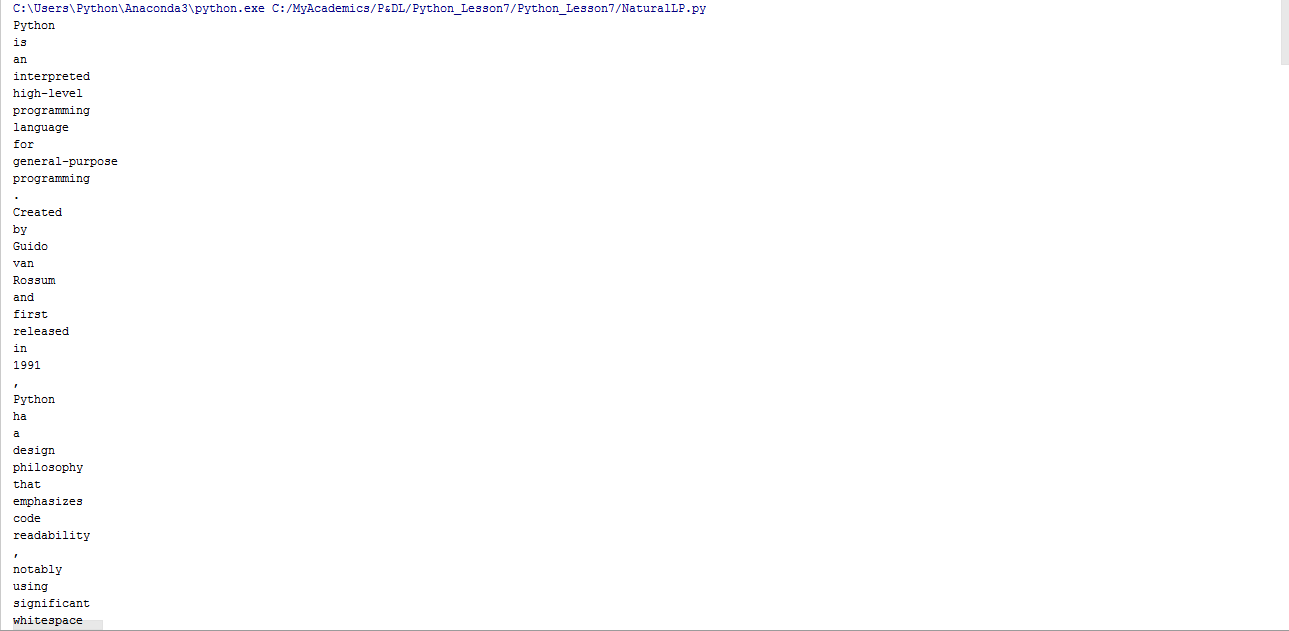 C:\Users\Python\Anaconda3\python.exe C:/MyAcademics/P&DL/Python_Lesson7/Python_Lesson7/NaturalLP.py
Python
is
an
interpreted
high-level
programming
language
for
general-purpose
programming
.
Created
by
Guido
van
Rossum
and
first
released
in
1991
,
Python
ha
a
design
philosophy
that
emphasizes
code
readability
,
notably
using
significant
whitespace